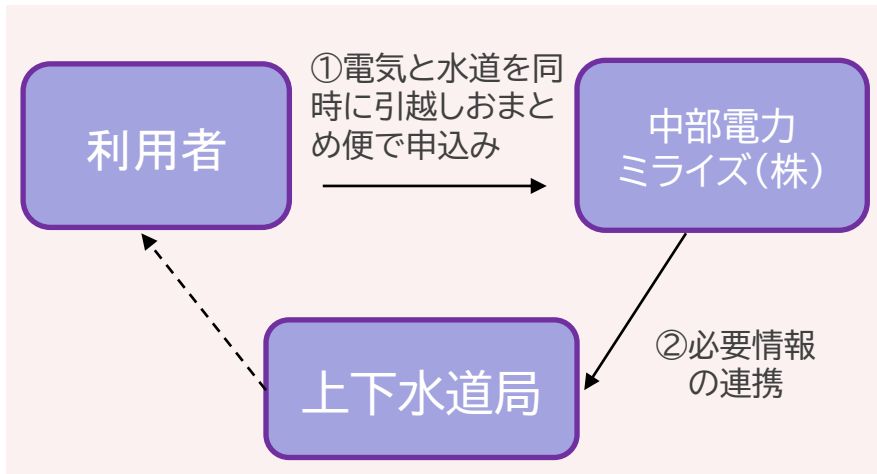 ①電気と水道を同
時に引越しおまと
め便で申込み
利用者
中部電力
ミライズ(株)
②必要情報
の連携
上下水道局